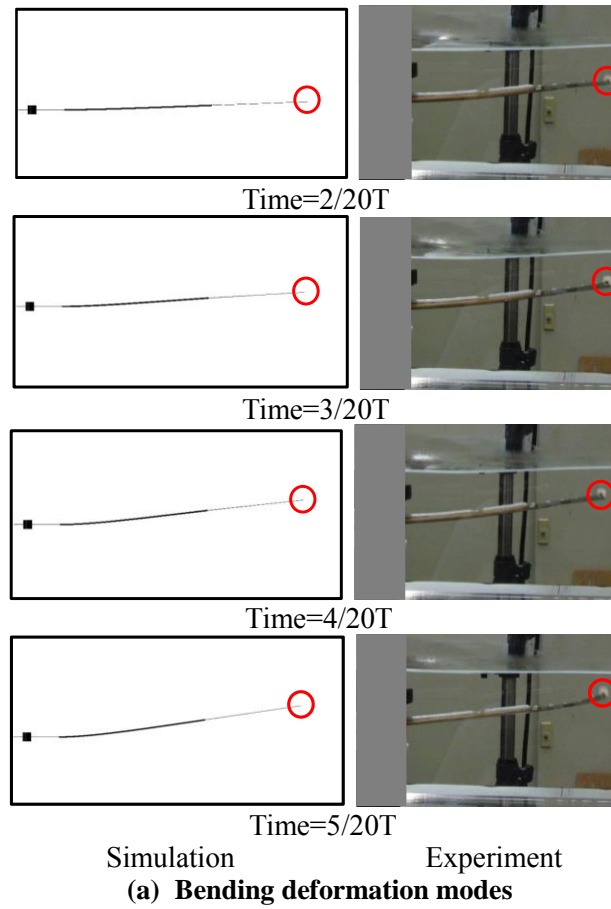 Time=2/20T
Time=3/20T
Time=4/20T
Time=5/20T
Simulation Experiment
(a) Bending deformation modes